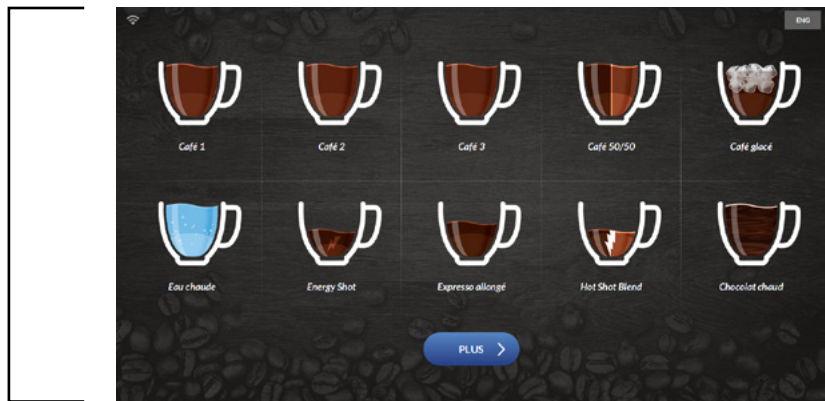 ENG
Café 1
Café 2
Café 3
Café 50/50
Café glacé
Eau chaude
Energy Shot
Expresso allongé
Hot Shot Blend
Chocolat chaud
PLUS